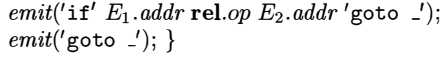 emit('if' E₁.addr rel.op E₂.addr 'goto _');
emit('goto _'); }